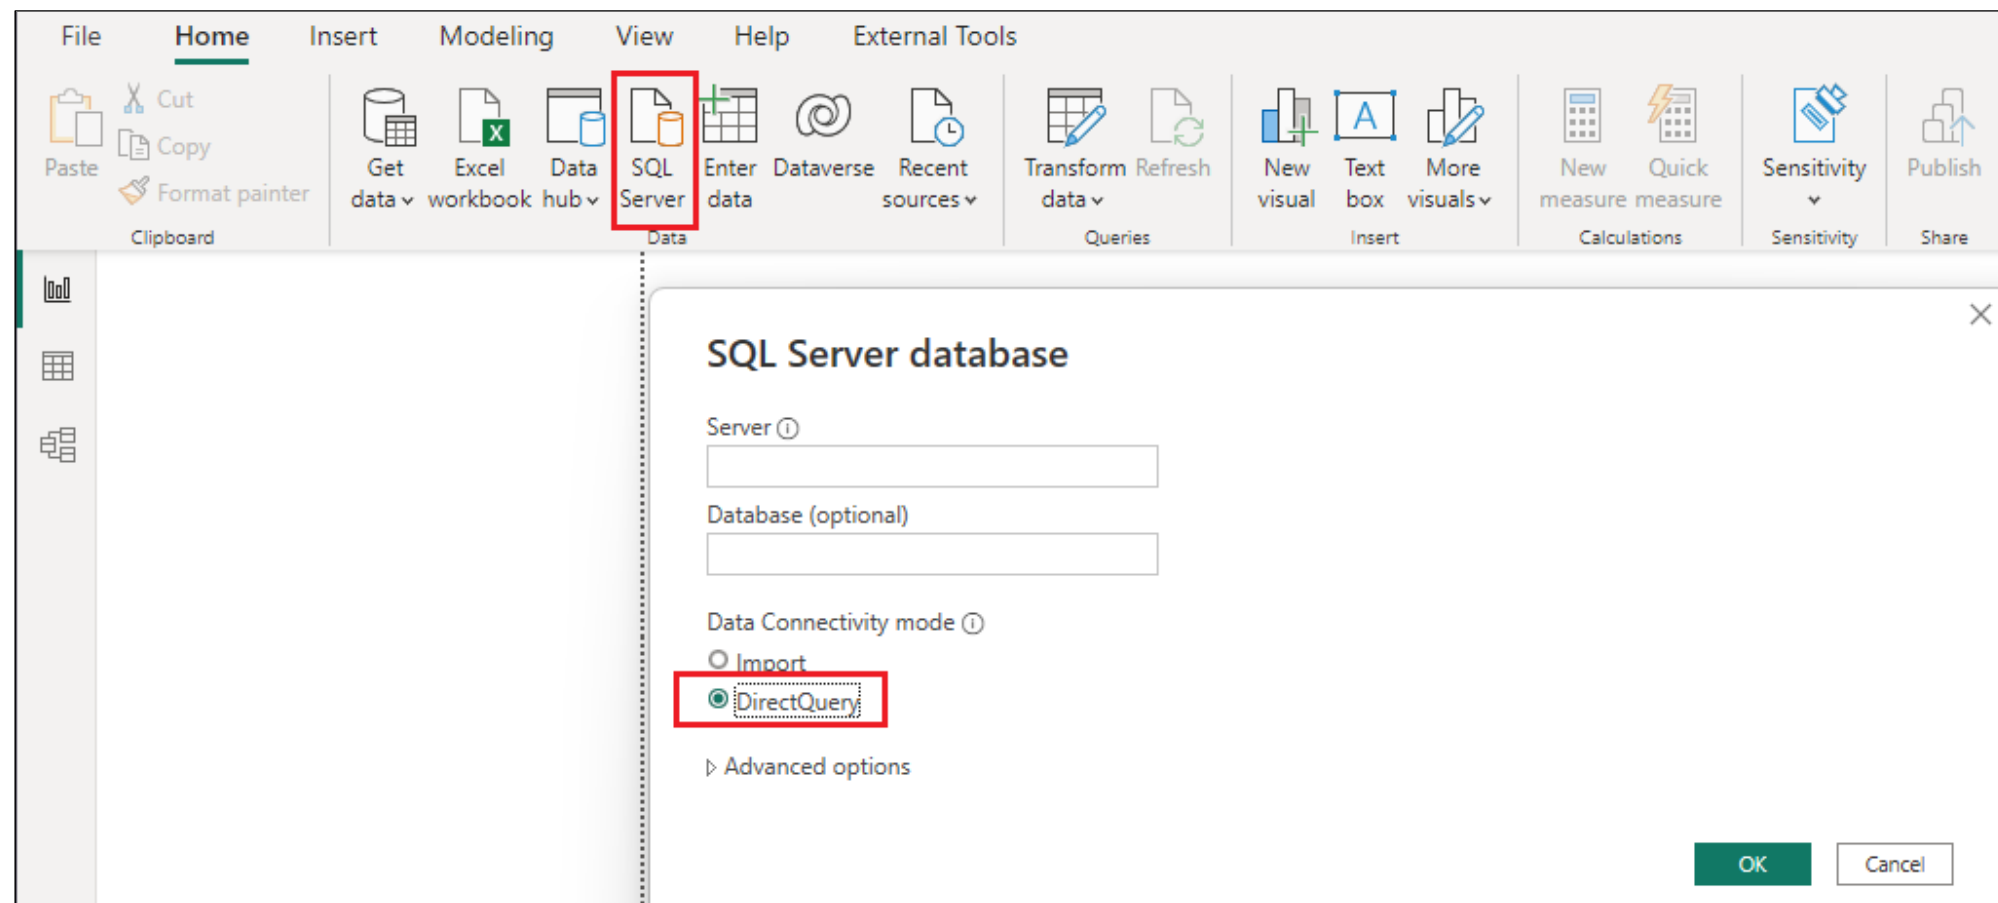 File Home Insert Modeling View Help External Tools
Paste
Cut
Copy
Format painter
Clipboard
Get data
Excel workbook
X
Data hub
SQL Server
Enter data
Dataverse
Recent sources
Data
Transform data
Refresh
Queries
New visual
A
Text box
More visuals
Insert
New measure
Quick measure
Calculations
Sensitivity
Sensitivity
Publish
Share
SQL Server database
Server
Database (optional)
Data Connectivity mode
Import
DirectQuery
Advanced options
OK Cancel